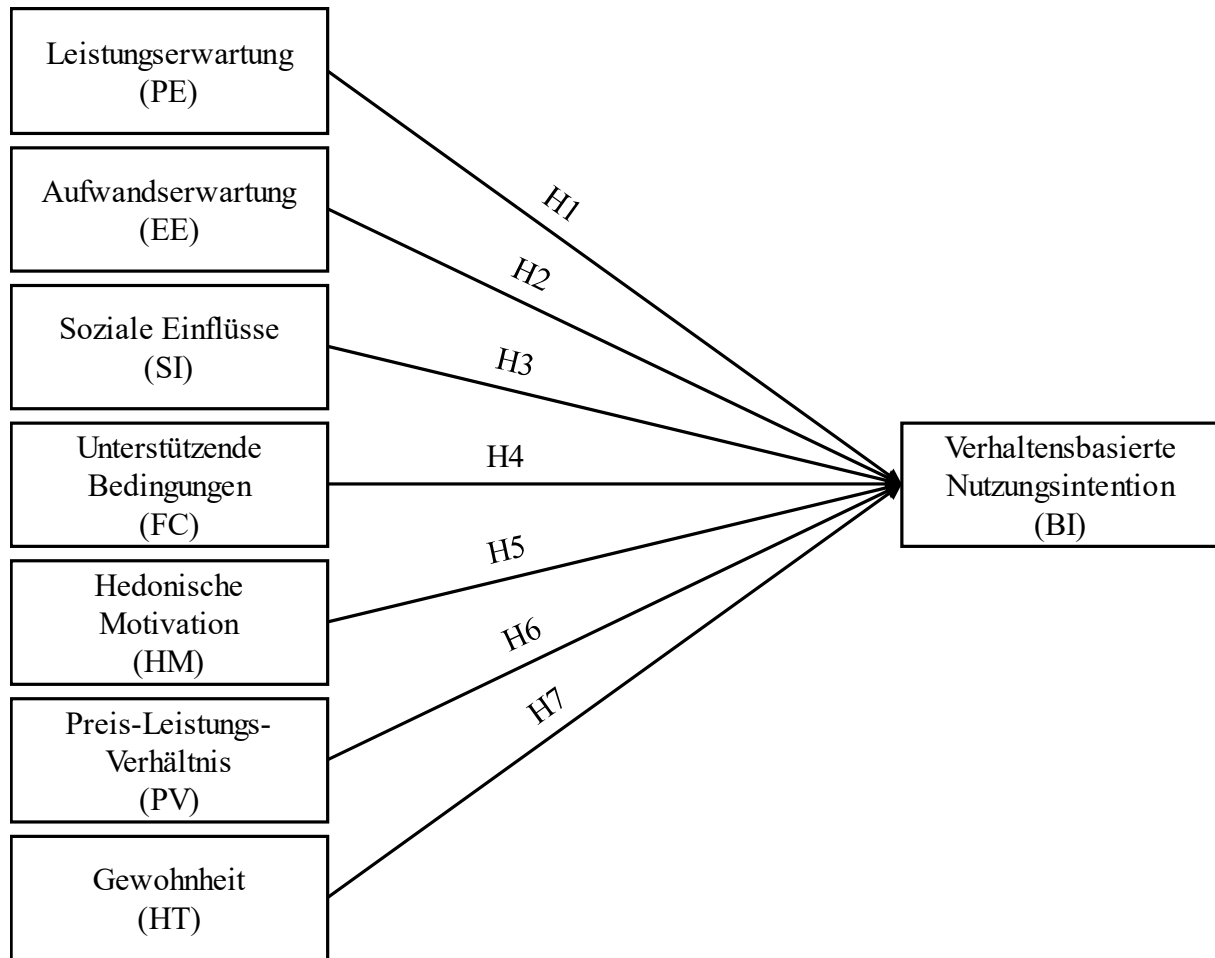 Leistungserwartung
(PE)
Aufwandserwartung
(EE)
Soziale Einflüsse
(SI)
Unterstützende
Bedingungen
(FC)
Hedonische
Motivation
(HM)
Preis-Leistungs-
Verhältnis
(PV)
Gewohnheit
(HT)
H1
H2
H3
H4
H5
H6
H7
Verhaltensbasierte
Nutzungsintention
(BI)